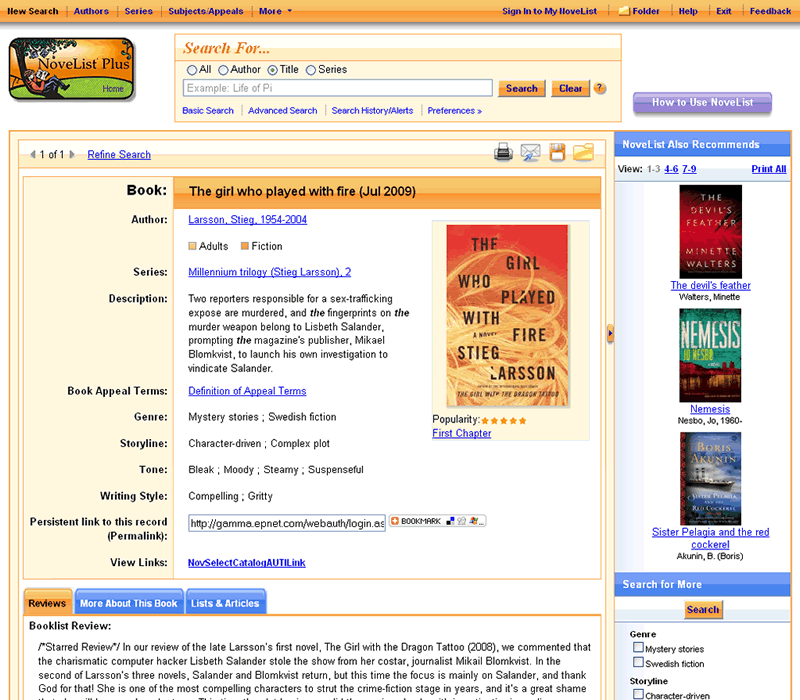 New Search | Authors | Series | Subjects/Appeals | More
Sign In to My NoveList | Folder | Help | Exit | Feedback
NoveList Plus
Home
Search For...
All Author Title Series
Example: Life of Pi
Search Clear ?
Basic Search | Advanced Search | Search History/Alerts | Preferences »
How to Use NoveList
1 of 1 Refine Search
Book: The girl who played with fire (Jul 2009)
Author: Larsson, Stieg, 1954-2004
Adults Fiction
Series: Millennium trilogy (Stieg Larsson), 2
Description: Two reporters responsible for a sex-trafficking
expose are murdered, and the fingerprints on the
murder weapon belong to Lisbeth Salander,
prompting the magazine's publisher, Mikael
Blomkvist, to launch his own investigation to
vindicate Salander.
THE
GIRL
WHO
PLAYED
WITH
A NOVEL
FIRE
STIEG
LARSSON
AUTHOR OF THE
THE GIRL WITH THE DRAGON TATTOO
Popularity:
First Chapter
Book Appeal Terms: Definition of Appeal Terms
Genre: Mystery stories ; Swedish fiction
Storyline: Character-driven ; Complex plot
Tone: Bleak ; Moody ; Steamy ; Suspenseful
Writing Style: Compelling ; Gritty
Persistent link to this record
(Permalink):
http://gamma.epnet.com/webauth/login.as
BOOKMARK
View Links: NovSelectCatalogAUTILink
Reviews More About This Book Lists & Articles
Booklist Review:
/*Starred Review*/ In our review of the late Larsson's first novel, The Girl with the Dragon Tattoo (2008), we commented that
the charismatic computer hacker Lisbeth Salander stole the show from her costar, journalist Mikail Blomkvist. In the
second of Larsson's three novels, Salander and Blomkvist return, but this time the focus is mainly on Salander, and thank
God for that! She is one of the most compelling characters to strut the crime-fiction stage in years, and it's a great shame
NoveList Also Recommends
View: 1-3 4-6 7-9 Print All
THE
DEVIL'S
FEATHER
MINETTE
WALTERS
The devil's feather
Walters, Minette
NEMESIS
JO NESBO
Nemesis
Nesbo, Jo, 1960-
BORIS
AKUNIN
SISTER PELAGIA
AND THE
RED COCKEREL
Sister Pelagia and the red
cockerel
Akunin, B. (Boris)
Search for More
Search
Genre
Mystery stories
Swedish fiction
Storyline
Character-driven